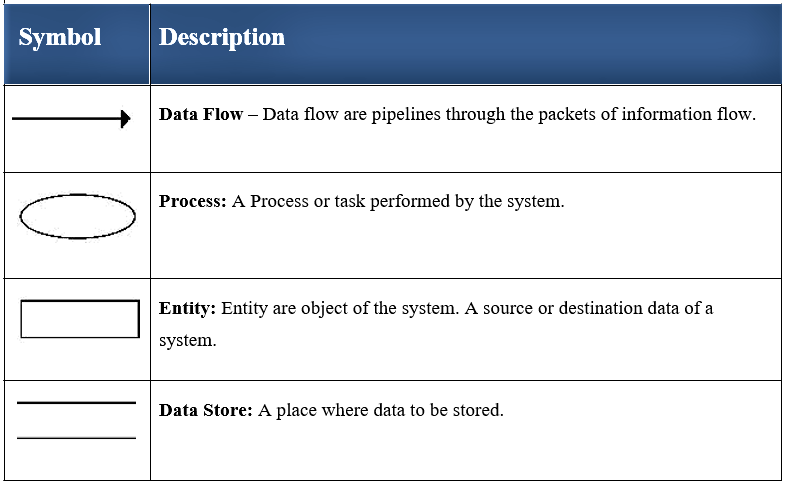 Symbol Description
Data Flow – Data flow are pipelines through the packets of information flow.
Process: A Process or task performed by the system.
Entity: Entity are object of the system. A source or destination data of a
system.
Data Store: A place where data to be stored.